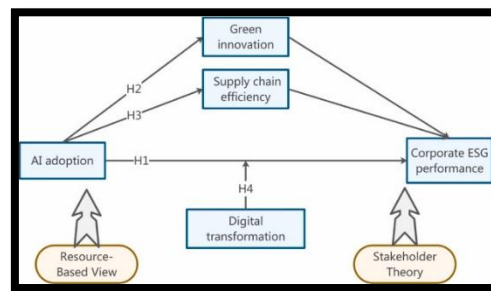 Green
innovation
H2
Supply chain
efficiency
H3
AI adoption
H1
Corporate ESG
performance
H4
Digital
transformation
Resource-
Based View
Stakeholder
Theory